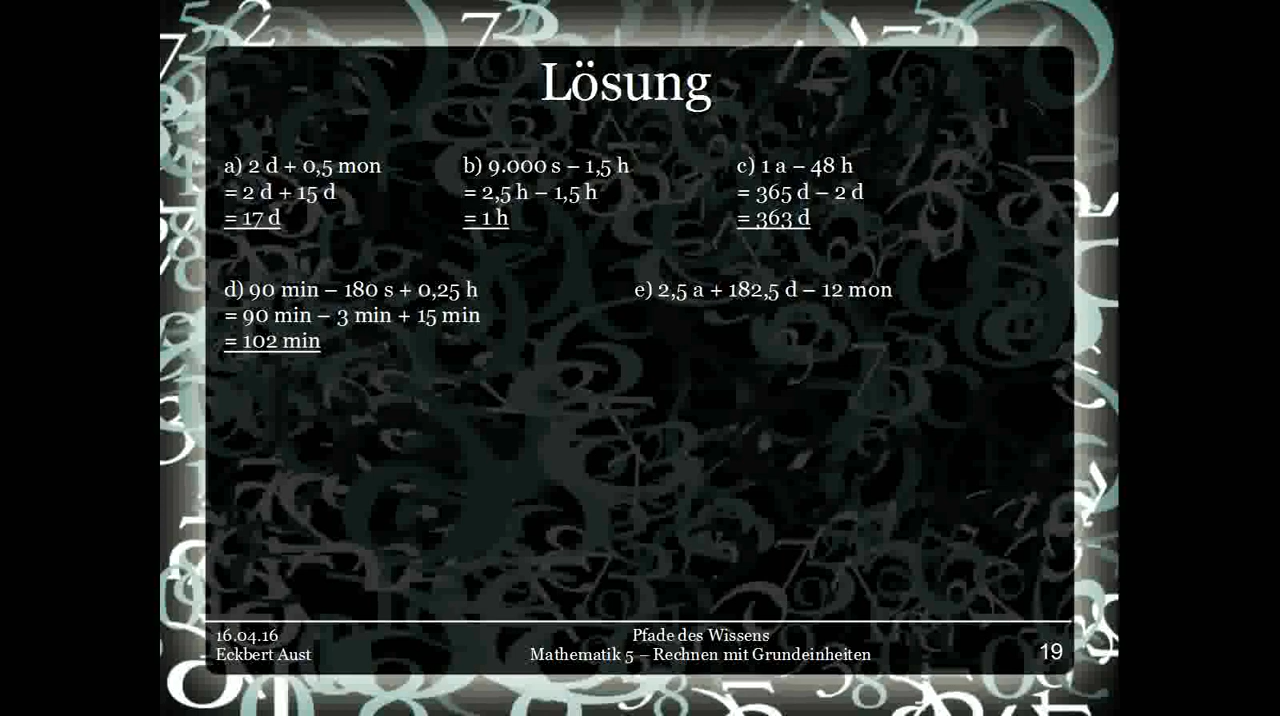 Lösung
a) 2 d + 0,5 mon
= 2 d + 15 d
= 17 d
b) 9.000 s – 1,5 h
= 2,5 h – 1,5 h
= 1 h
c) 1 a – 48 h
= 365 d – 2 d
= 363 d
d) 90 min – 180 s + 0,25 h
= 90 min – 3 min + 15 min
= 102 min
e) 2,5 a + 182,5 d – 12 mon
16.04.16
Eckbert Aust
Pfade des Wissens
Mathematik 5 – Rechnen mit Grundeinheiten
19